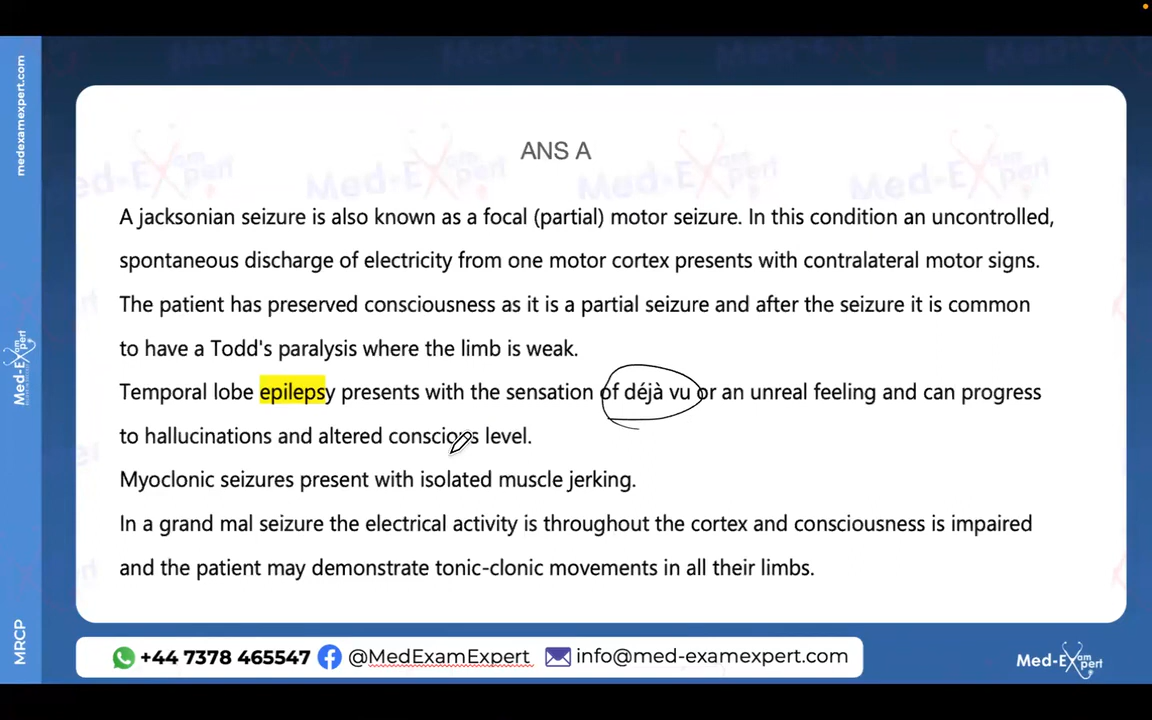 medexamexpert.com
Med-Exam
pert
MRCP
ANS A
A jacksonian seizure is also known as a focal (partial) motor seizure. In this condition an uncontrolled,
spontaneous discharge of electricity from one motor cortex presents with contralateral motor signs.
The patient has preserved consciousness as it is a partial seizure and after the seizure it is common
to have a Todd's paralysis where the limb is weak.
Temporal lobe epilepsy presents with the sensation of déjà vu or an unreal feeling and can progress
to hallucinations and altered conscious level.
Myoclonic seizures present with isolated muscle jerking.
In a grand mal seizure the electrical activity is throughout the cortex and consciousness is impaired
and the patient may demonstrate tonic-clonic movements in all their limbs.
+44 7378 465547 @MedExamExpert info@med-examexpert.com
Med-Exam
pert